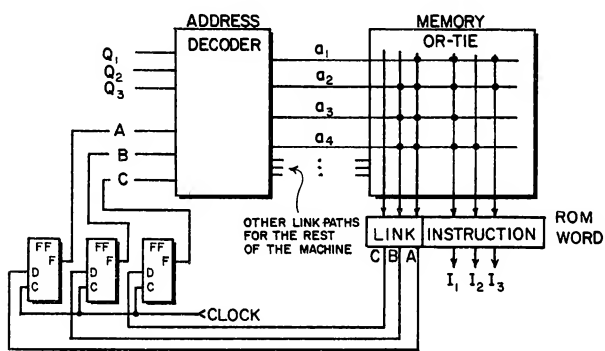 ADDRESS
DECODER
MEMORY
OR-TIE
Q1
Q2
Q3
A
B
C
a1
a2
a3
a4
OTHER LINK PATHS
FOR THE REST
OF THE MACHINE
LINK
INSTRUCTION
ROM
WORD
C B A
I1 I2 I3
FF
F
D
C
FF
F
D
C
FF
F
D
C
CLOCK